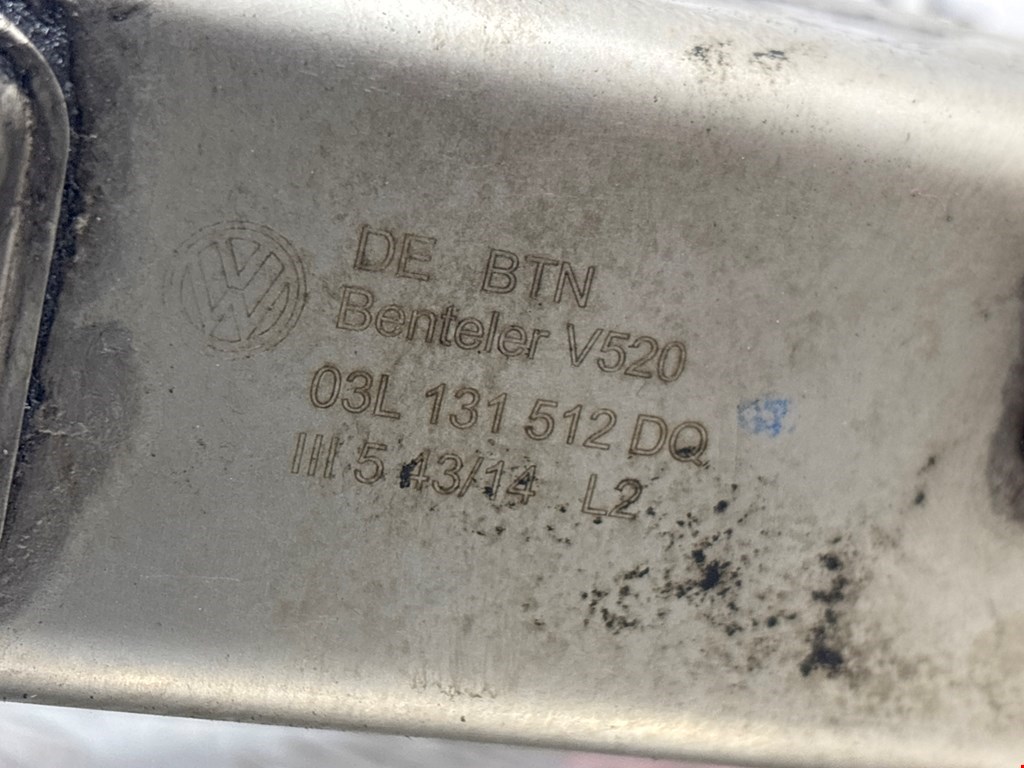 DE BTN
Benteler V520
03L 131 512 DQ
III 5 43/14 L2